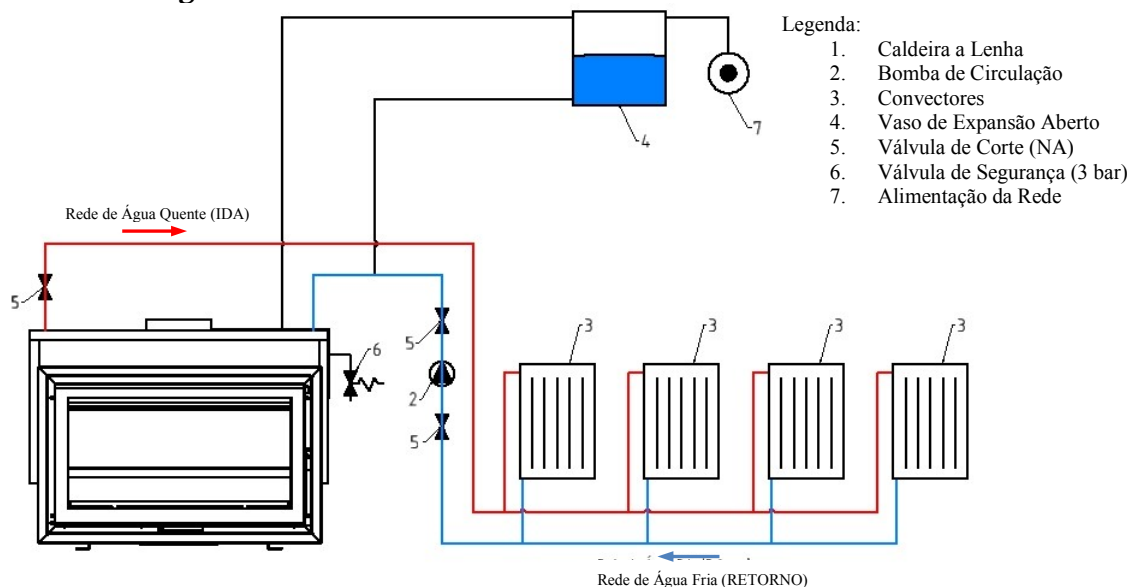 Legenda:
1. Caldeira a Lenha
2. Bomba de Circulação
3. Convectores
4. Vaso de Expansão Aberto
5. Válvula de Corte (NA)
6. Válvula de Segurança (3 bar)
7. Alimentação da Rede
4
7
Rede de Água Quente (IDA)
5
6
5
2
5
3
3
3
3
Rede de Água Fria (RETORNO)